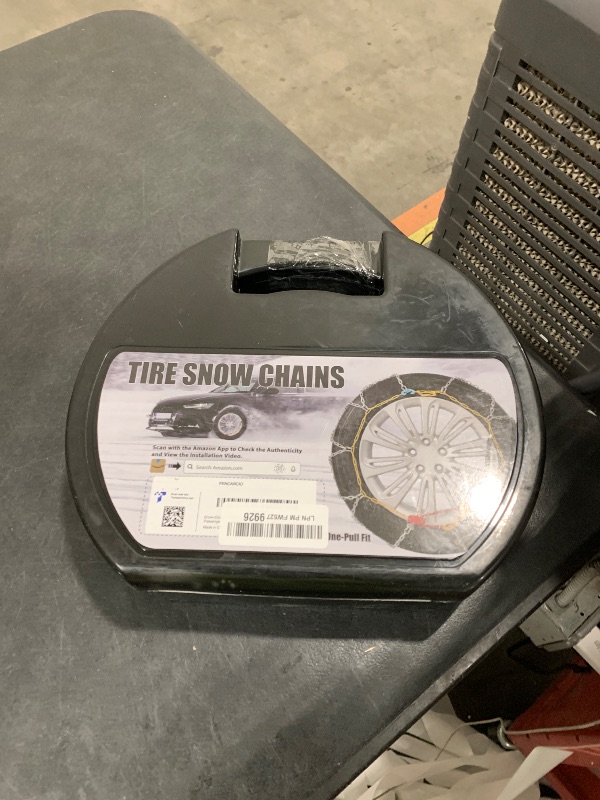 TIRE SNOW CHAINS
Scan with the Amazon App to Check the Authenticity
and View the Installation Video.
Search Amazon.com
LPN PM FW527
9926
One-Pull Fit